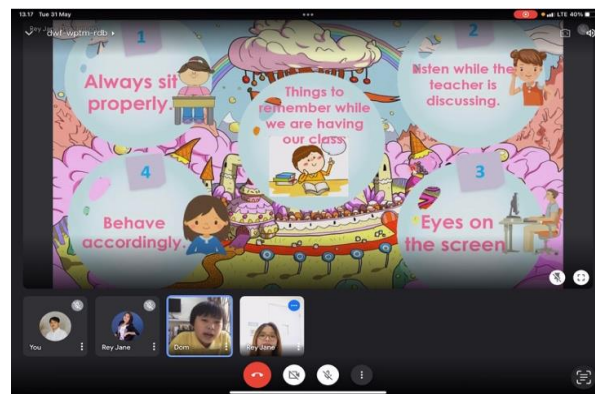 13.17 Tue 31 May
LTE 40%
dwf-wptm-rdb
1
Always sit
properly.
Things to
remember while
we are having
our class
2
listen while the
teacher is
discussing.
4
Behave
accordingly.
3
Eyes on
the screen
You
Rey Jane
Dom
Rey Jane